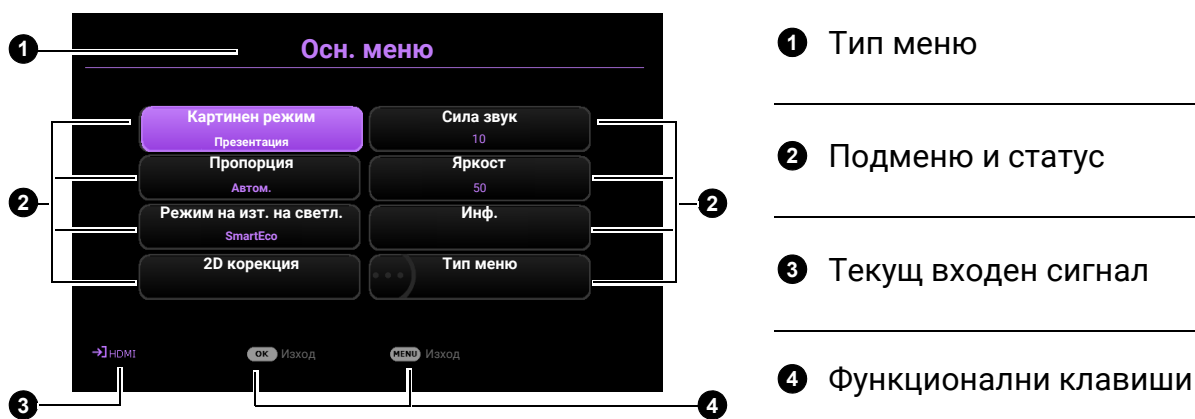 1 Осн. меню
Картинен режим
Презентация
Сила звук
10
Пропорция
Автом.
Яркост
50
2
Режим на изт. на светл.
SmartEco
Инф.
2
2D корекция
Тип меню
HDMI
OK Изход
MENU Изход
3
4
1 Тип меню
2 Подменю и статус
3 Текущ входен сигнал
4 Функционални клавиши